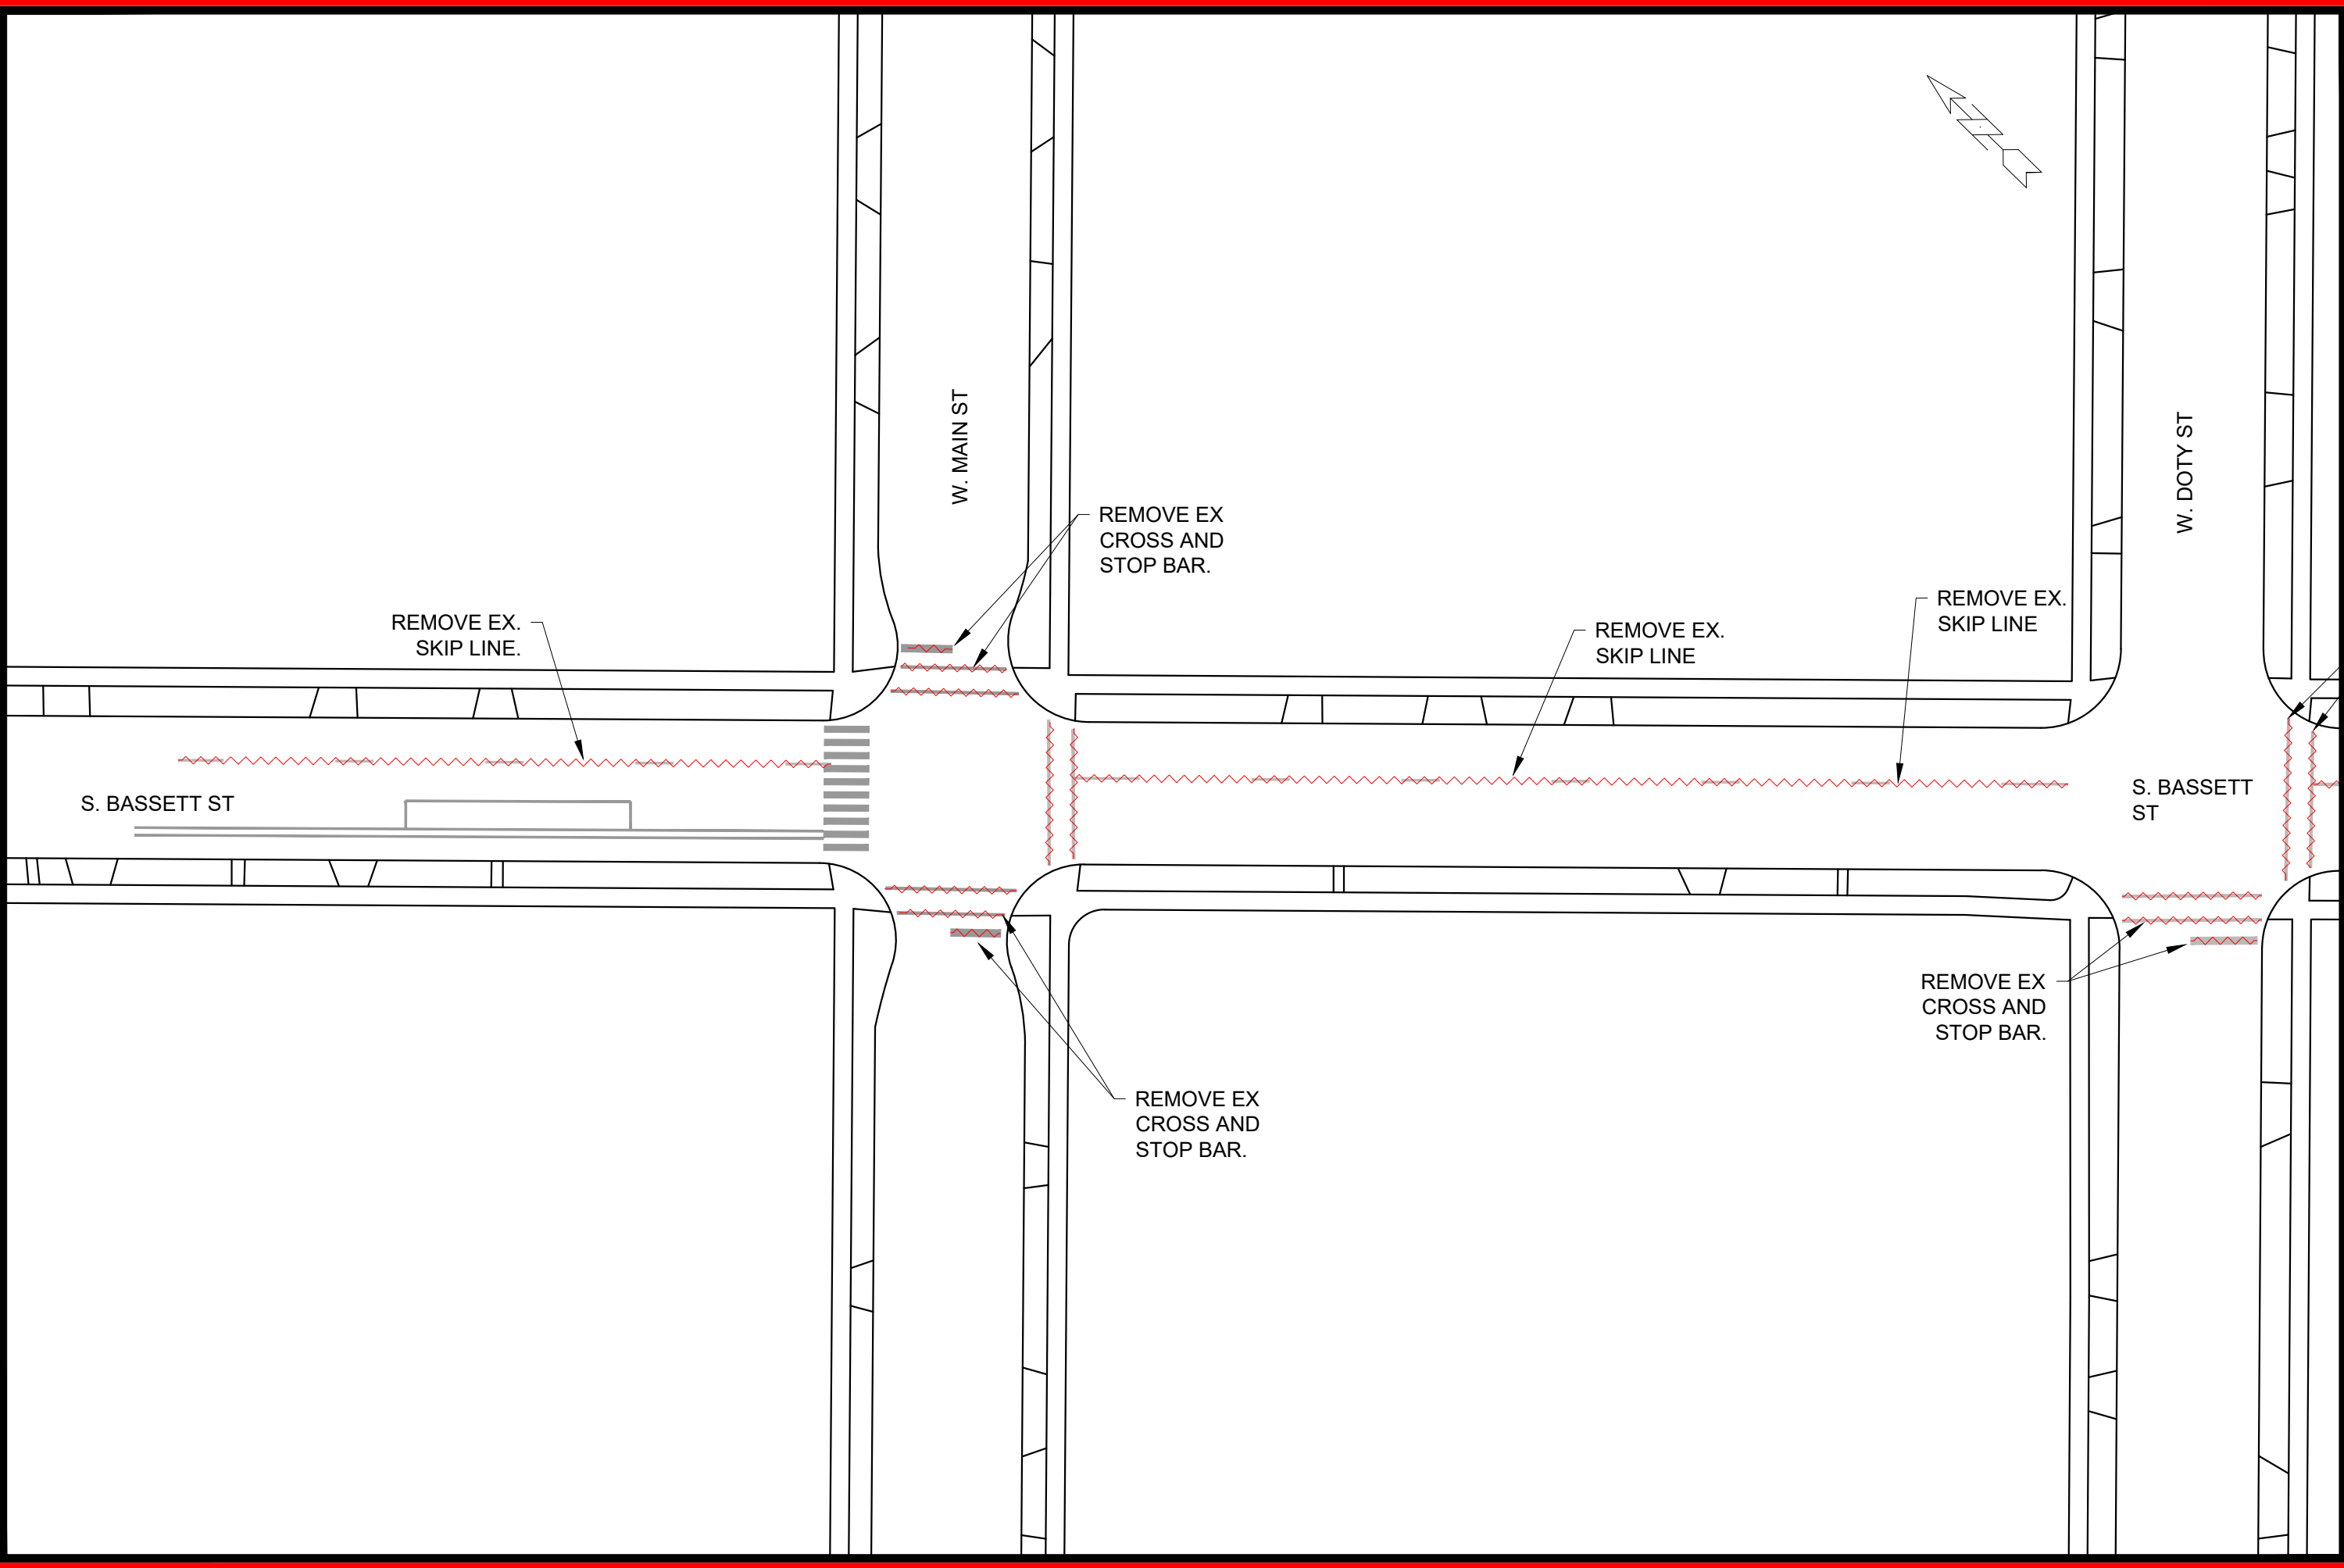 W. MAIN ST
W. DOTY ST
REMOVE EX
CROSS AND
STOP BAR.
REMOVE EX.
SKIP LINE.
REMOVE EX.
SKIP LINE
REMOVE EX.
SKIP LINE
S. BASSETT ST
S. BASSETT
ST
REMOVE EX
CROSS AND
STOP BAR.
REMOVE EX
CROSS AND
STOP BAR.